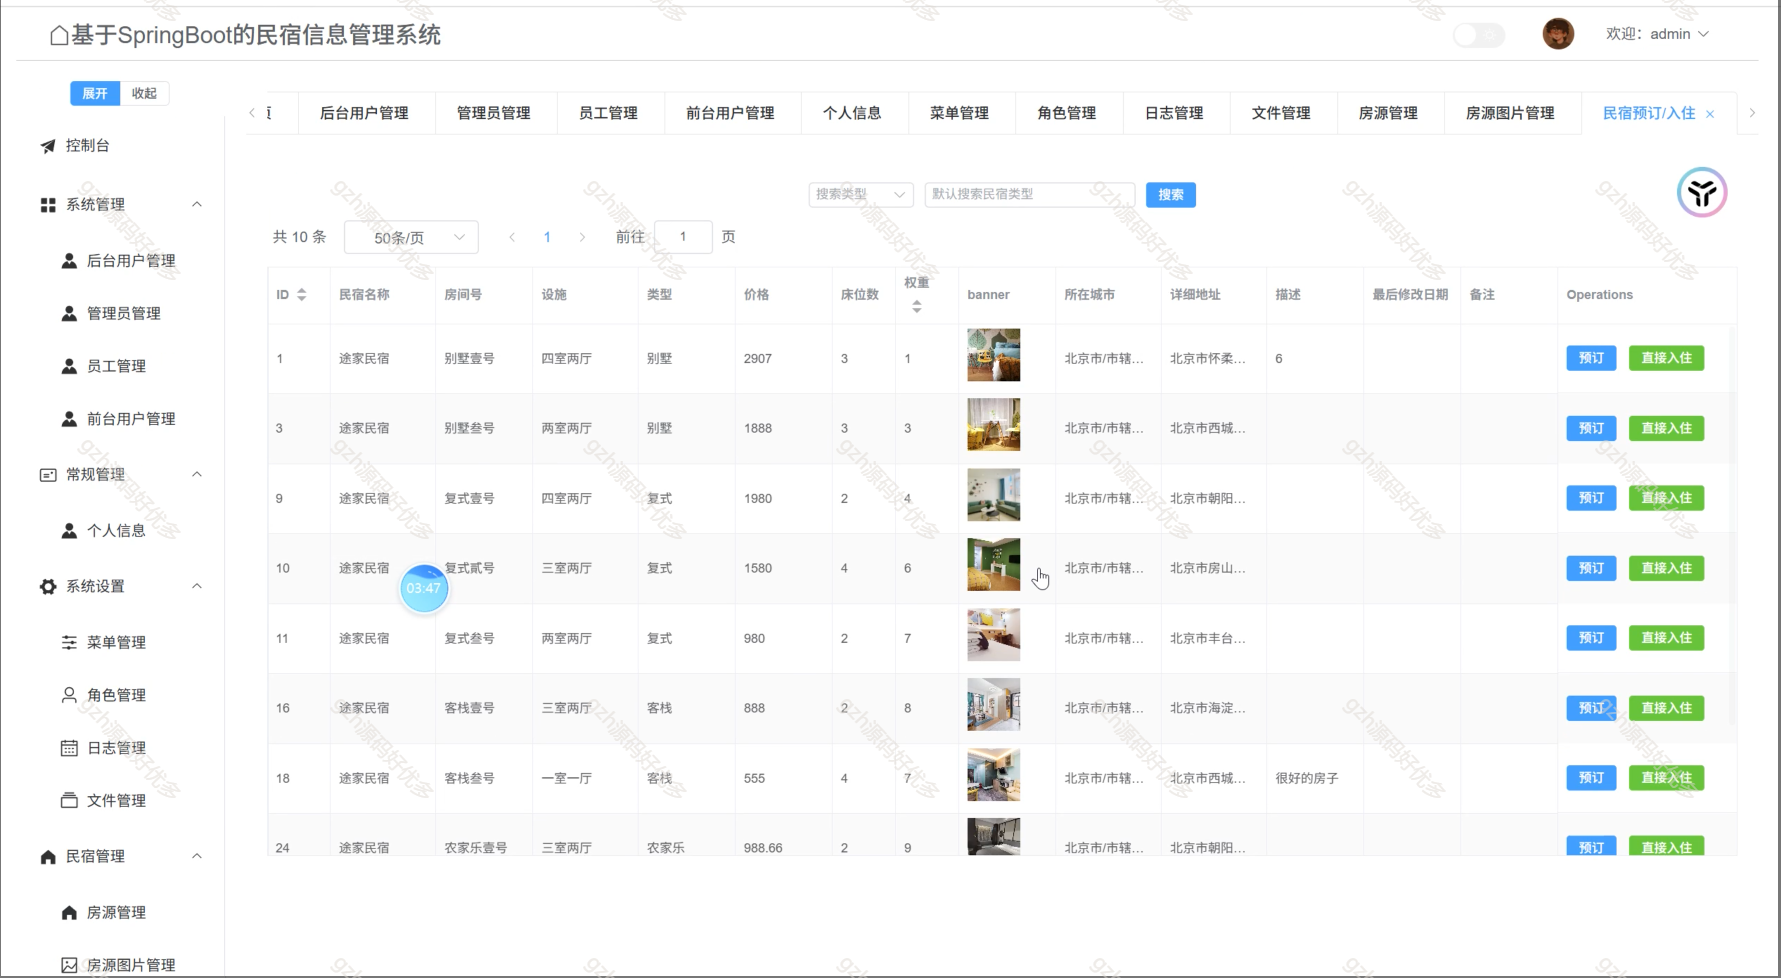 基于SpringBoot的民宿信息管理系统
欢迎：admin
展开 收起
控制台
系统管理
后台用户管理
管理员管理
员工管理
前台用户管理
常规管理
个人信息
系统设置
菜单管理
角色管理
日志管理
文件管理
民宿管理
房源管理
房源图片管理
后台用户管理 管理员管理 员工管理 前台用户管理 个人信息 菜单管理 角色管理 日志管理 文件管理 房源管理 房源图片管理 民宿预订/入住
搜索类型 默认搜索民宿类型 搜索
共 10 条 50条/页 1 前往 1 页
ID 民宿名称 房间号 设施 类型 价格 床位数 权重 banner 所在城市 详细地址 描述 最后修改日期 备注 Operations
1 途家民宿 别墅壹号 四室两厅 别墅 2907 3 1 北京市/市辖... 北京市怀柔... 6 预订 直接入住
3 途家民宿 别墅叁号 两室两厅 别墅 1888 3 3 北京市/市辖... 北京市西城... 预订 直接入住
9 途家民宿 复式壹号 四室两厅 复式 1980 2 4 北京市/市辖... 北京市朝阳... 预订 直接入住
10 途家民宿 复式贰号 三室两厅 复式 1580 4 6 北京市/市辖... 北京市房山... 预订 直接入住
03:47
11 途家民宿 复式叁号 两室两厅 复式 980 2 7 北京市/市辖... 北京市丰台... 预订 直接入住
16 途家民宿 客栈壹号 三室两厅 客栈 888 2 8 北京市/市辖... 北京市海淀... 预订 直接入住
18 途家民宿 客栈叁号 一室一厅 客栈 555 4 7 北京市/市辖... 北京市西城... 很好的房子 预订 直接入住
24 途家民宿 农家乐壹号 三室两厅 农家乐 988.66 2 9 北京市/市辖... 北京市朝阳... 预订 直接入住
gzh源码好优多